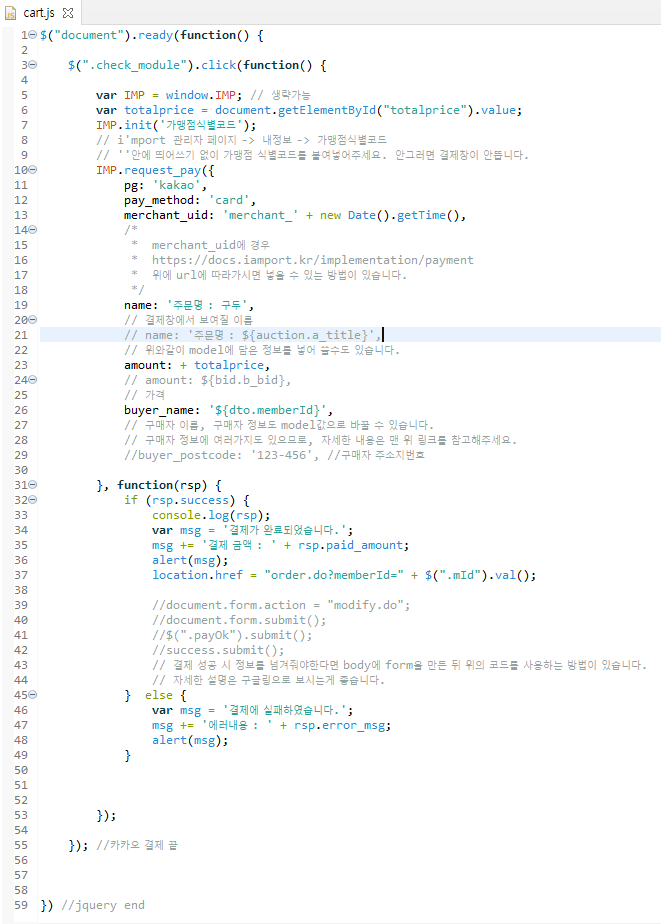 cart.js
1 $("document").ready(function() {
2
3 $(".check_module").click(function() {
4
5 var IMP = window.IMP; // 생략가능
6 var totalprice = document.getElementById("totalprice").value;
7 IMP.init('가맹점식별코드');
8 // i'mport 관리자 페이지 -> 내정보 -> 가맹점식별코드
9 // ''안에 띄어쓰기 없이 가맹점 식별코드를 붙여넣어주세요. 안그러면 결제창이 안뜹니다.
10 IMP.request_pay({
11 pg: 'kakao',
12 pay_method: 'card',
13 merchant_uid: 'merchant_' + new Date().getTime(),
14 /*
15 * merchant_uid에 경우
16 * https://docs.iamport.kr/implementation/payment
17 * 위에 url에 따라가시면 넣을 수 있는 방법이 있습니다.
18 */
19 name: '주문명 : 구두',
20 // 결제창에서 보여질 이름
21 // name: '주문명 : ${auction.a_title}',
22 // 위와같이 model에 담은 정보를 넣어 쓸수도 있습니다.
23 amount: + totalprice,
24 // amount: ${bid.b_bid},
25 // 가격
26 buyer_name: '${dto.memberId}',
27 // 구매자 이름, 구매자 정보도 model값으로 바꿀 수 있습니다.
28 // 구매자 정보에 여러가지도 있으므로, 자세한 내용은 맨 위 링크를 참고해주세요.
29 //buyer_postcode: '123-456', //구매자 주소지번호
30
31 }, function(rsp) {
32 if (rsp.success) {
33 console.log(rsp);
34 var msg = '결제가 완료되었습니다.';
35 msg += '결제 금액 : ' + rsp.paid_amount;
36 alert(msg);
37 location.href = "order.do?memberId=" + $(".mId").val();
38
39 //document.form.action = "modify.do";
40 //document.form.submit();
41 //$(".payOk").submit();
42 //success.submit();
43 // 결제 성공 시 정보를 넘겨줘야한다면 body에 form을 만든 뒤 위의 코드를 사용하는 방법이 있습니다.
44 // 자세한 설명은 구글링으로 보시는게 좋습니다.
45 } else {
46 var msg = '결제에 실패하였습니다.';
47 msg += '에러내용 : ' + rsp.error_msg;
48 alert(msg);
49 }
50
51
52
53 });
54
55 }); //카카오 결제 끝
56
57
58
59 }) //jquery end